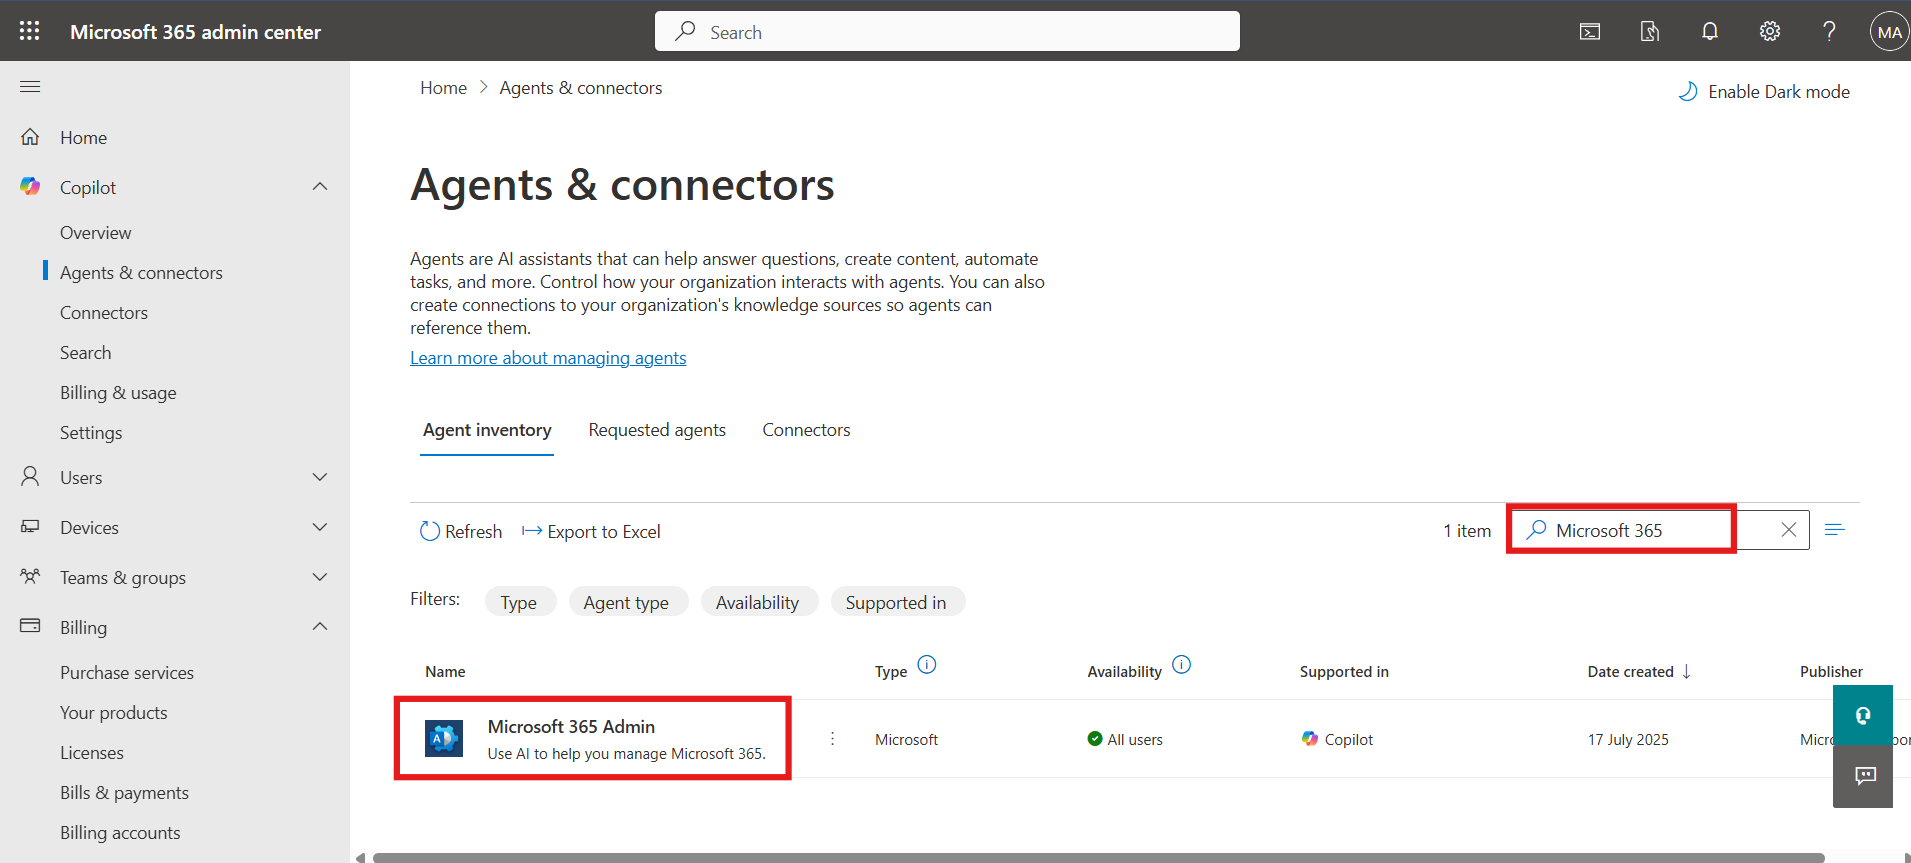 Microsoft 365 admin center
Search
MA
Home
Copilot
Overview
Agents & connectors
Connectors
Search
Billing & usage
Settings
Users
Devices
Teams & groups
Billing
Purchase services
Your products
Licenses
Bills & payments
Billing accounts
Home > Agents & connectors
Enable Dark mode
Agents & connectors
Agents are AI assistants that can help answer questions, create content, automate
tasks, and more. Control how your organization interacts with agents. You can also
create connections to your organization's knowledge sources so agents can
reference them.
Learn more about managing agents
Agent inventory Requested agents Connectors
Refresh Export to Excel 1 item Microsoft 365
Filters: Type Agent type Availability Supported in
Name Type Availability Supported in Date created ↓ Publisher
Microsoft 365 Admin
Use AI to help you manage Microsoft 365.
Microsoft All users Copilot 17 July 2025